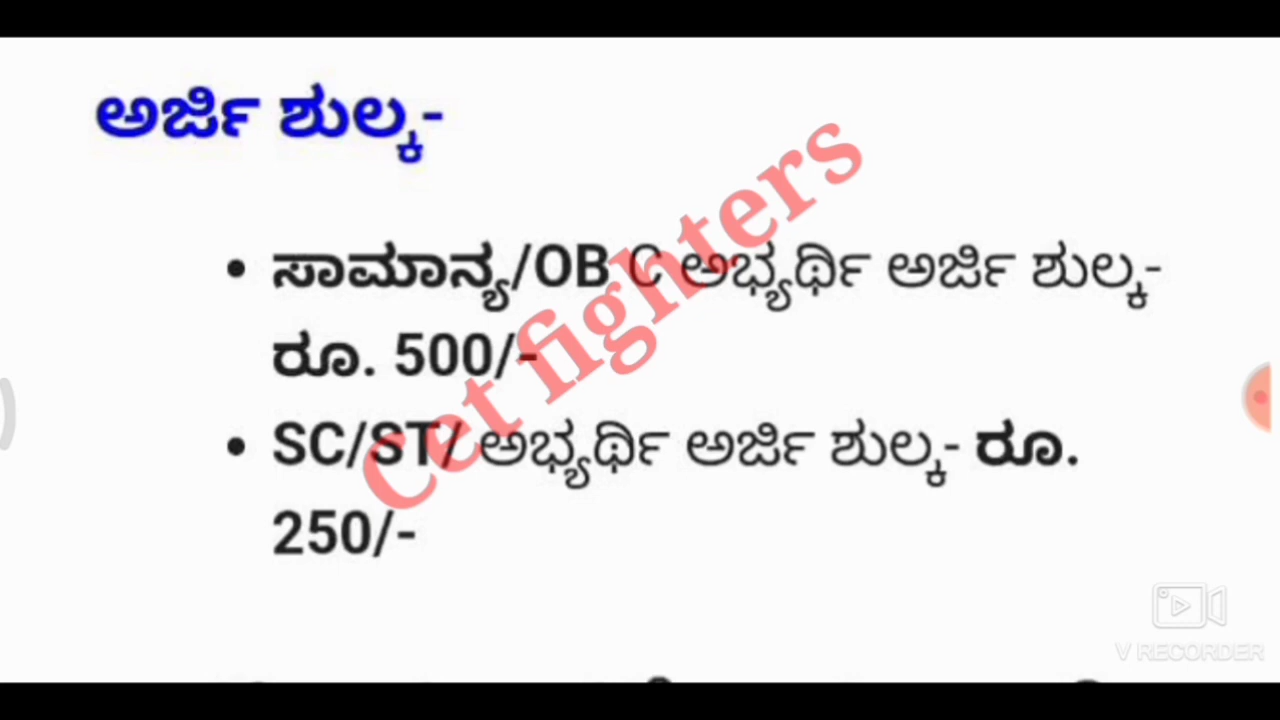 ಅರ್ಜಿ ಶುಲ್ಕ-
• ಸಾಮಾನ್ಯ/OBC ಅಭ್ಯರ್ಥಿ ಅರ್ಜಿ ಶುಲ್ಕ-
ರೂ. 500/-
• SC/ST/ ಅಭ್ಯರ್ಥಿ ಅರ್ಜಿ ಶುಲ್ಕ- ರೂ.
250/-
Cet fighters
V RECORDER